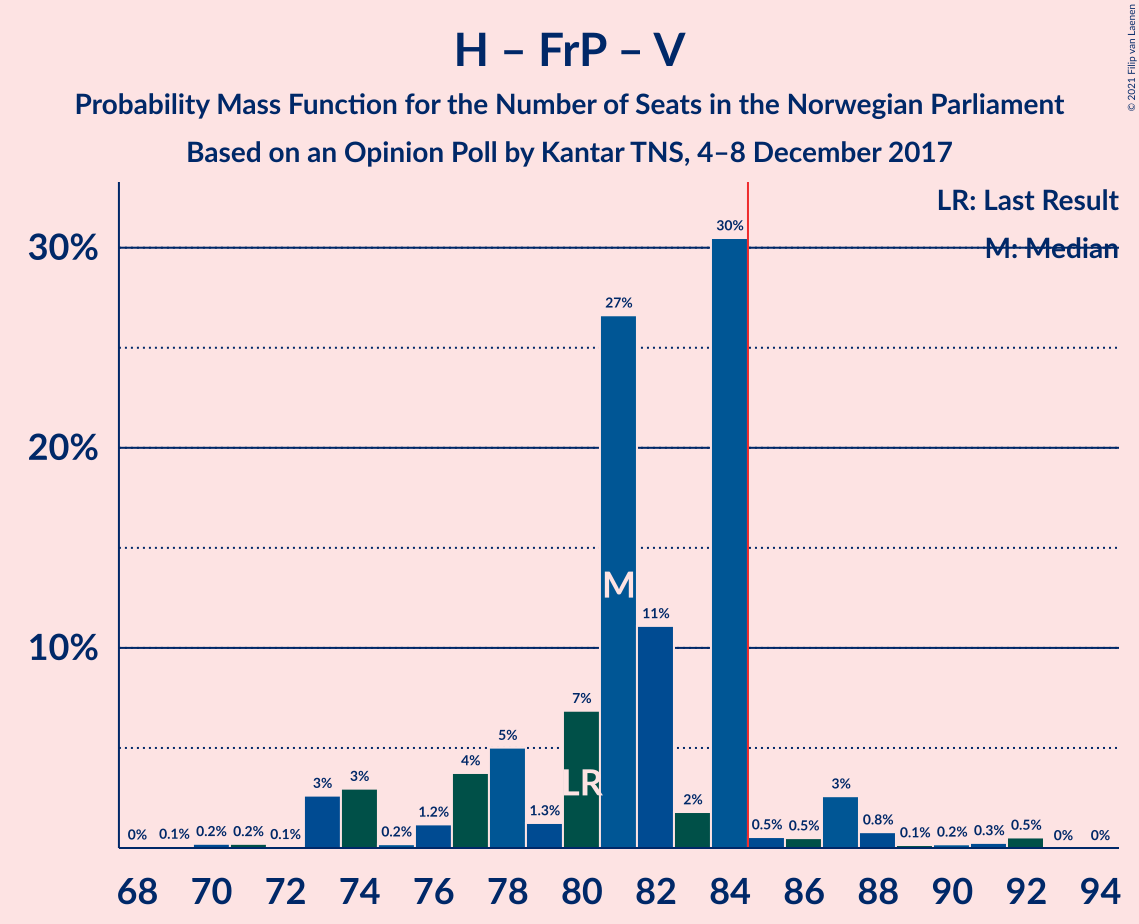 H – FrP – V
Probability Mass Function for the Number of Seats in the Norwegian Parliament
Based on an Opinion Poll by Kantar TNS, 4–8 December 2017
© 2021 Filip van Laenen
LR: Last Result
M: Median
30%
20%
10%
0% 0.1% 0.2% 0.2% 0.1% 3% 3% 0.2% 1.2% 4% 5% 1.3% 7% 27% 11% 2% 30% 0.5% 0.5% 3% 0.8% 0.1% 0.2% 0.3% 0.5% 0% 0%
M
LR
68 70 72 74 76 78 80 82 84 86 88 90 92 94